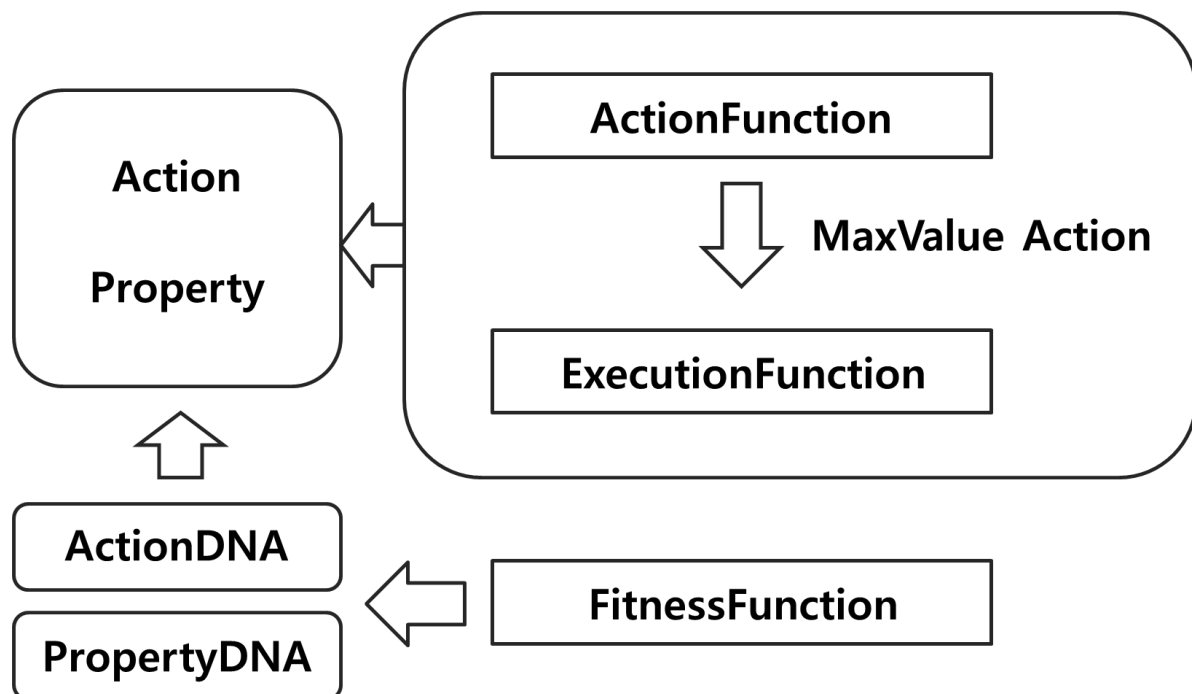 Action
Property
ActionFunction
MaxValue Action
ExecutionFunction
ActionDNA
PropertyDNA
FitnessFunction